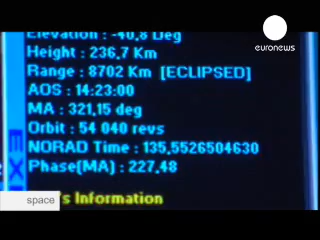 Elevation : -40,8 Deg
Height : 236,7 Km
euronews
Range : 8702 Km [ECLIPSED]
AOS : 14:23:00
MA : 321,15 deg
Orbit : 54 040 revs
NORAD Time : 135,5526504630
Phase(MA) : 227,48
's Information
space